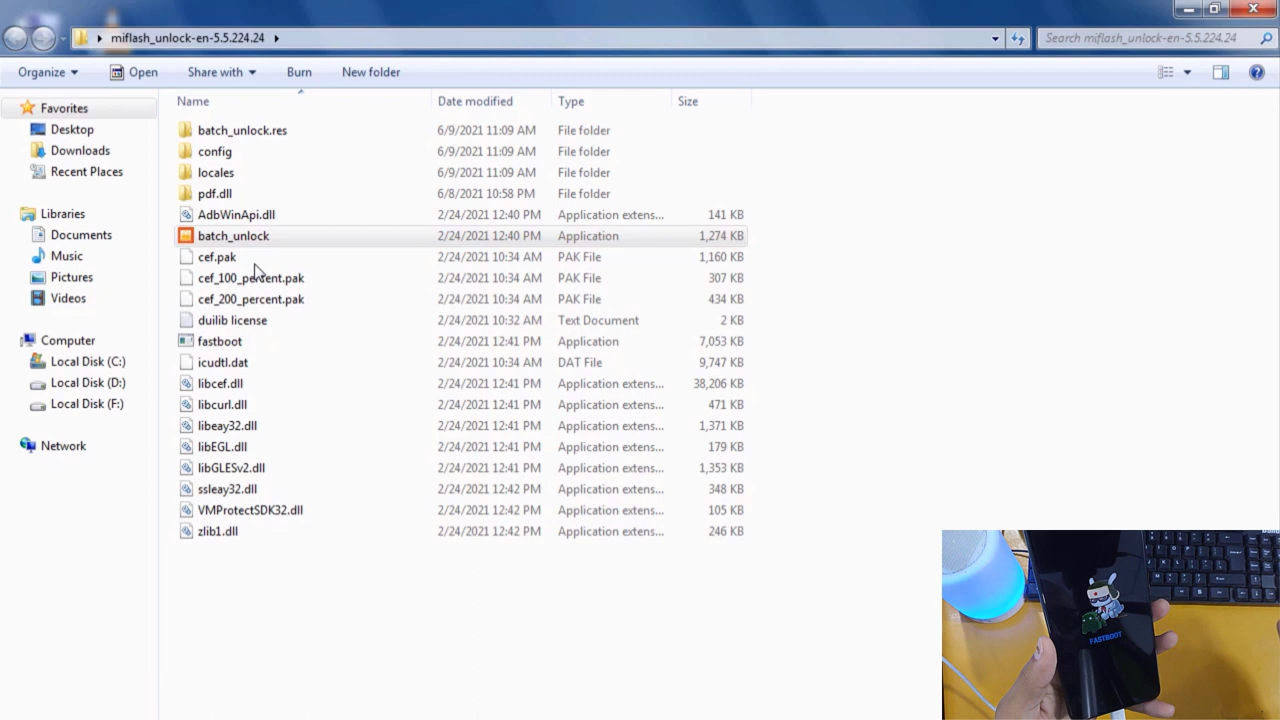 miflash_unlock-en-5.5.224.24
Search miflash_unlock-en-5.5.224.24
Organize Open Share with Burn New folder
Favorites
Desktop
Downloads
Recent Places
Libraries
Documents
Music
Pictures
Videos
Computer
Local Disk (C:)
Local Disk (D:)
Local Disk (F:)
Network
Name Date modified Type Size
batch_unlock.res 6/9/2021 11:09 AM File folder
config 6/9/2021 11:09 AM File folder
locales 6/9/2021 11:09 AM File folder
pdf.dll 6/8/2021 10:58 PM File folder
AdbWinApi.dll 2/24/2021 12:40 PM Application extens... 141 KB
batch_unlock 2/24/2021 12:40 PM Application 1,274 KB
cef.pak 2/24/2021 10:34 AM PAK File 1,160 KB
cef_100_percent.pak 2/24/2021 10:34 AM PAK File 307 KB
cef_200_percent.pak 2/24/2021 10:34 AM PAK File 434 KB
duilib license 2/24/2021 10:32 AM Text Document 2 KB
fastboot 2/24/2021 12:41 PM Application 7,053 KB
icudtl.dat 2/24/2021 10:34 AM DAT File 9,747 KB
libcef.dll 2/24/2021 12:41 PM Application extens... 38,206 KB
libcurl.dll 2/24/2021 12:41 PM Application extens... 471 KB
libeay32.dll 2/24/2021 12:41 PM Application extens... 1,371 KB
libEGL.dll 2/24/2021 12:41 PM Application extens... 179 KB
libGLESv2.dll 2/24/2021 12:41 PM Application extens... 1,353 KB
ssleay32.dll 2/24/2021 12:42 PM Application extens... 348 KB
VMProtectSDK32.dll 2/24/2021 12:42 PM Application extens... 105 KB
zlib1.dll 2/24/2021 12:42 PM Application extens... 246 KB
FASTBOOT